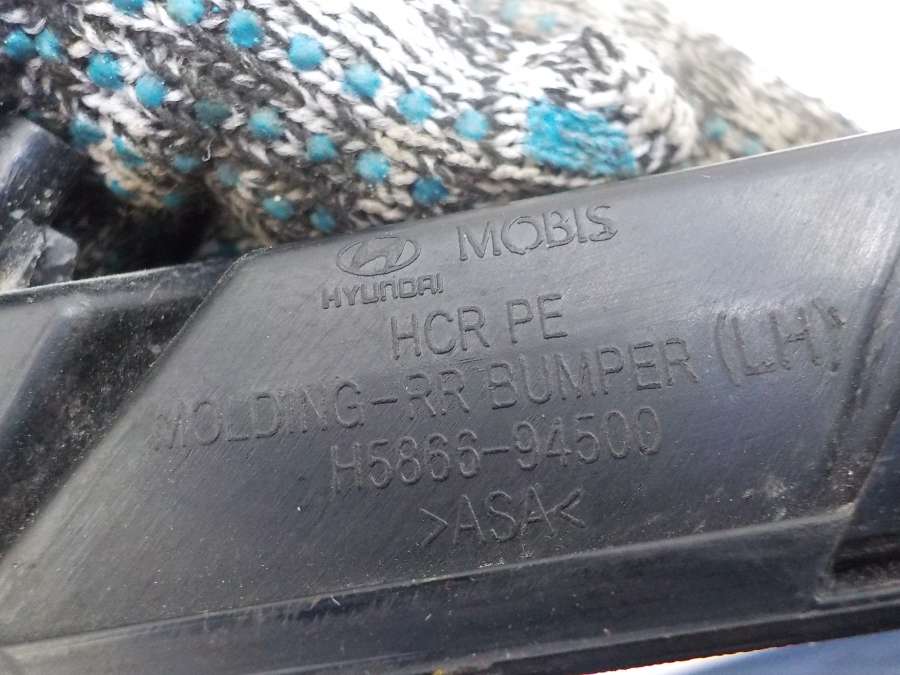 HYUNDAI MOBIS
HCR PE
MOLDING-RR BUMPER (LH)
H5866-94500
>ASA<